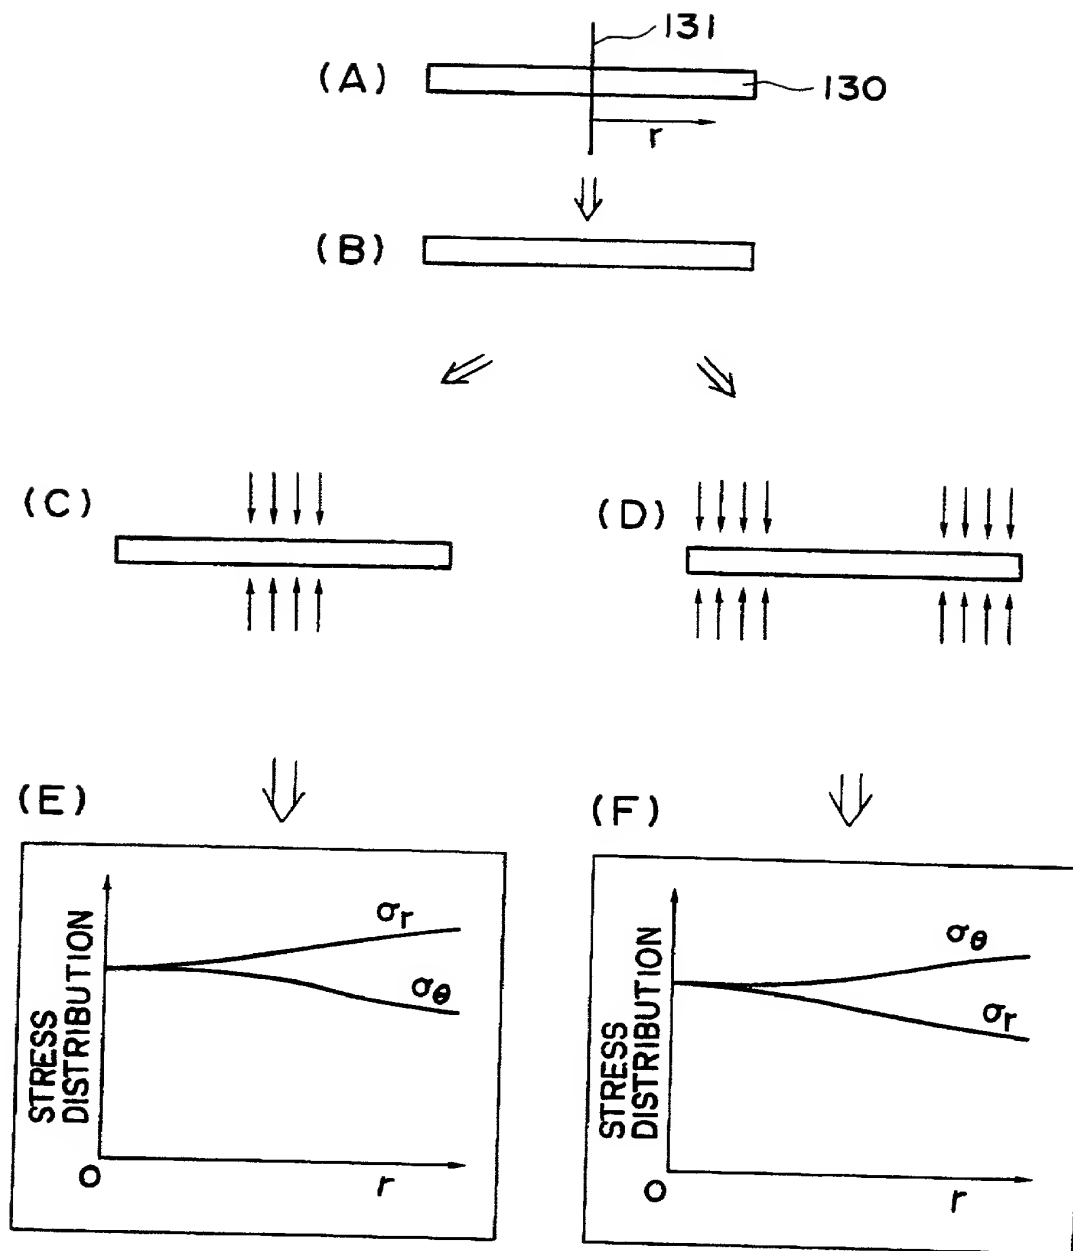 131
(A)
130
r
(B)
(C)
(D)
(E)
(F)
STRESS
DISTRIBUTION
σr
σθ
O
r
STRESS
DISTRIBUTION
σθ
σr
O
r